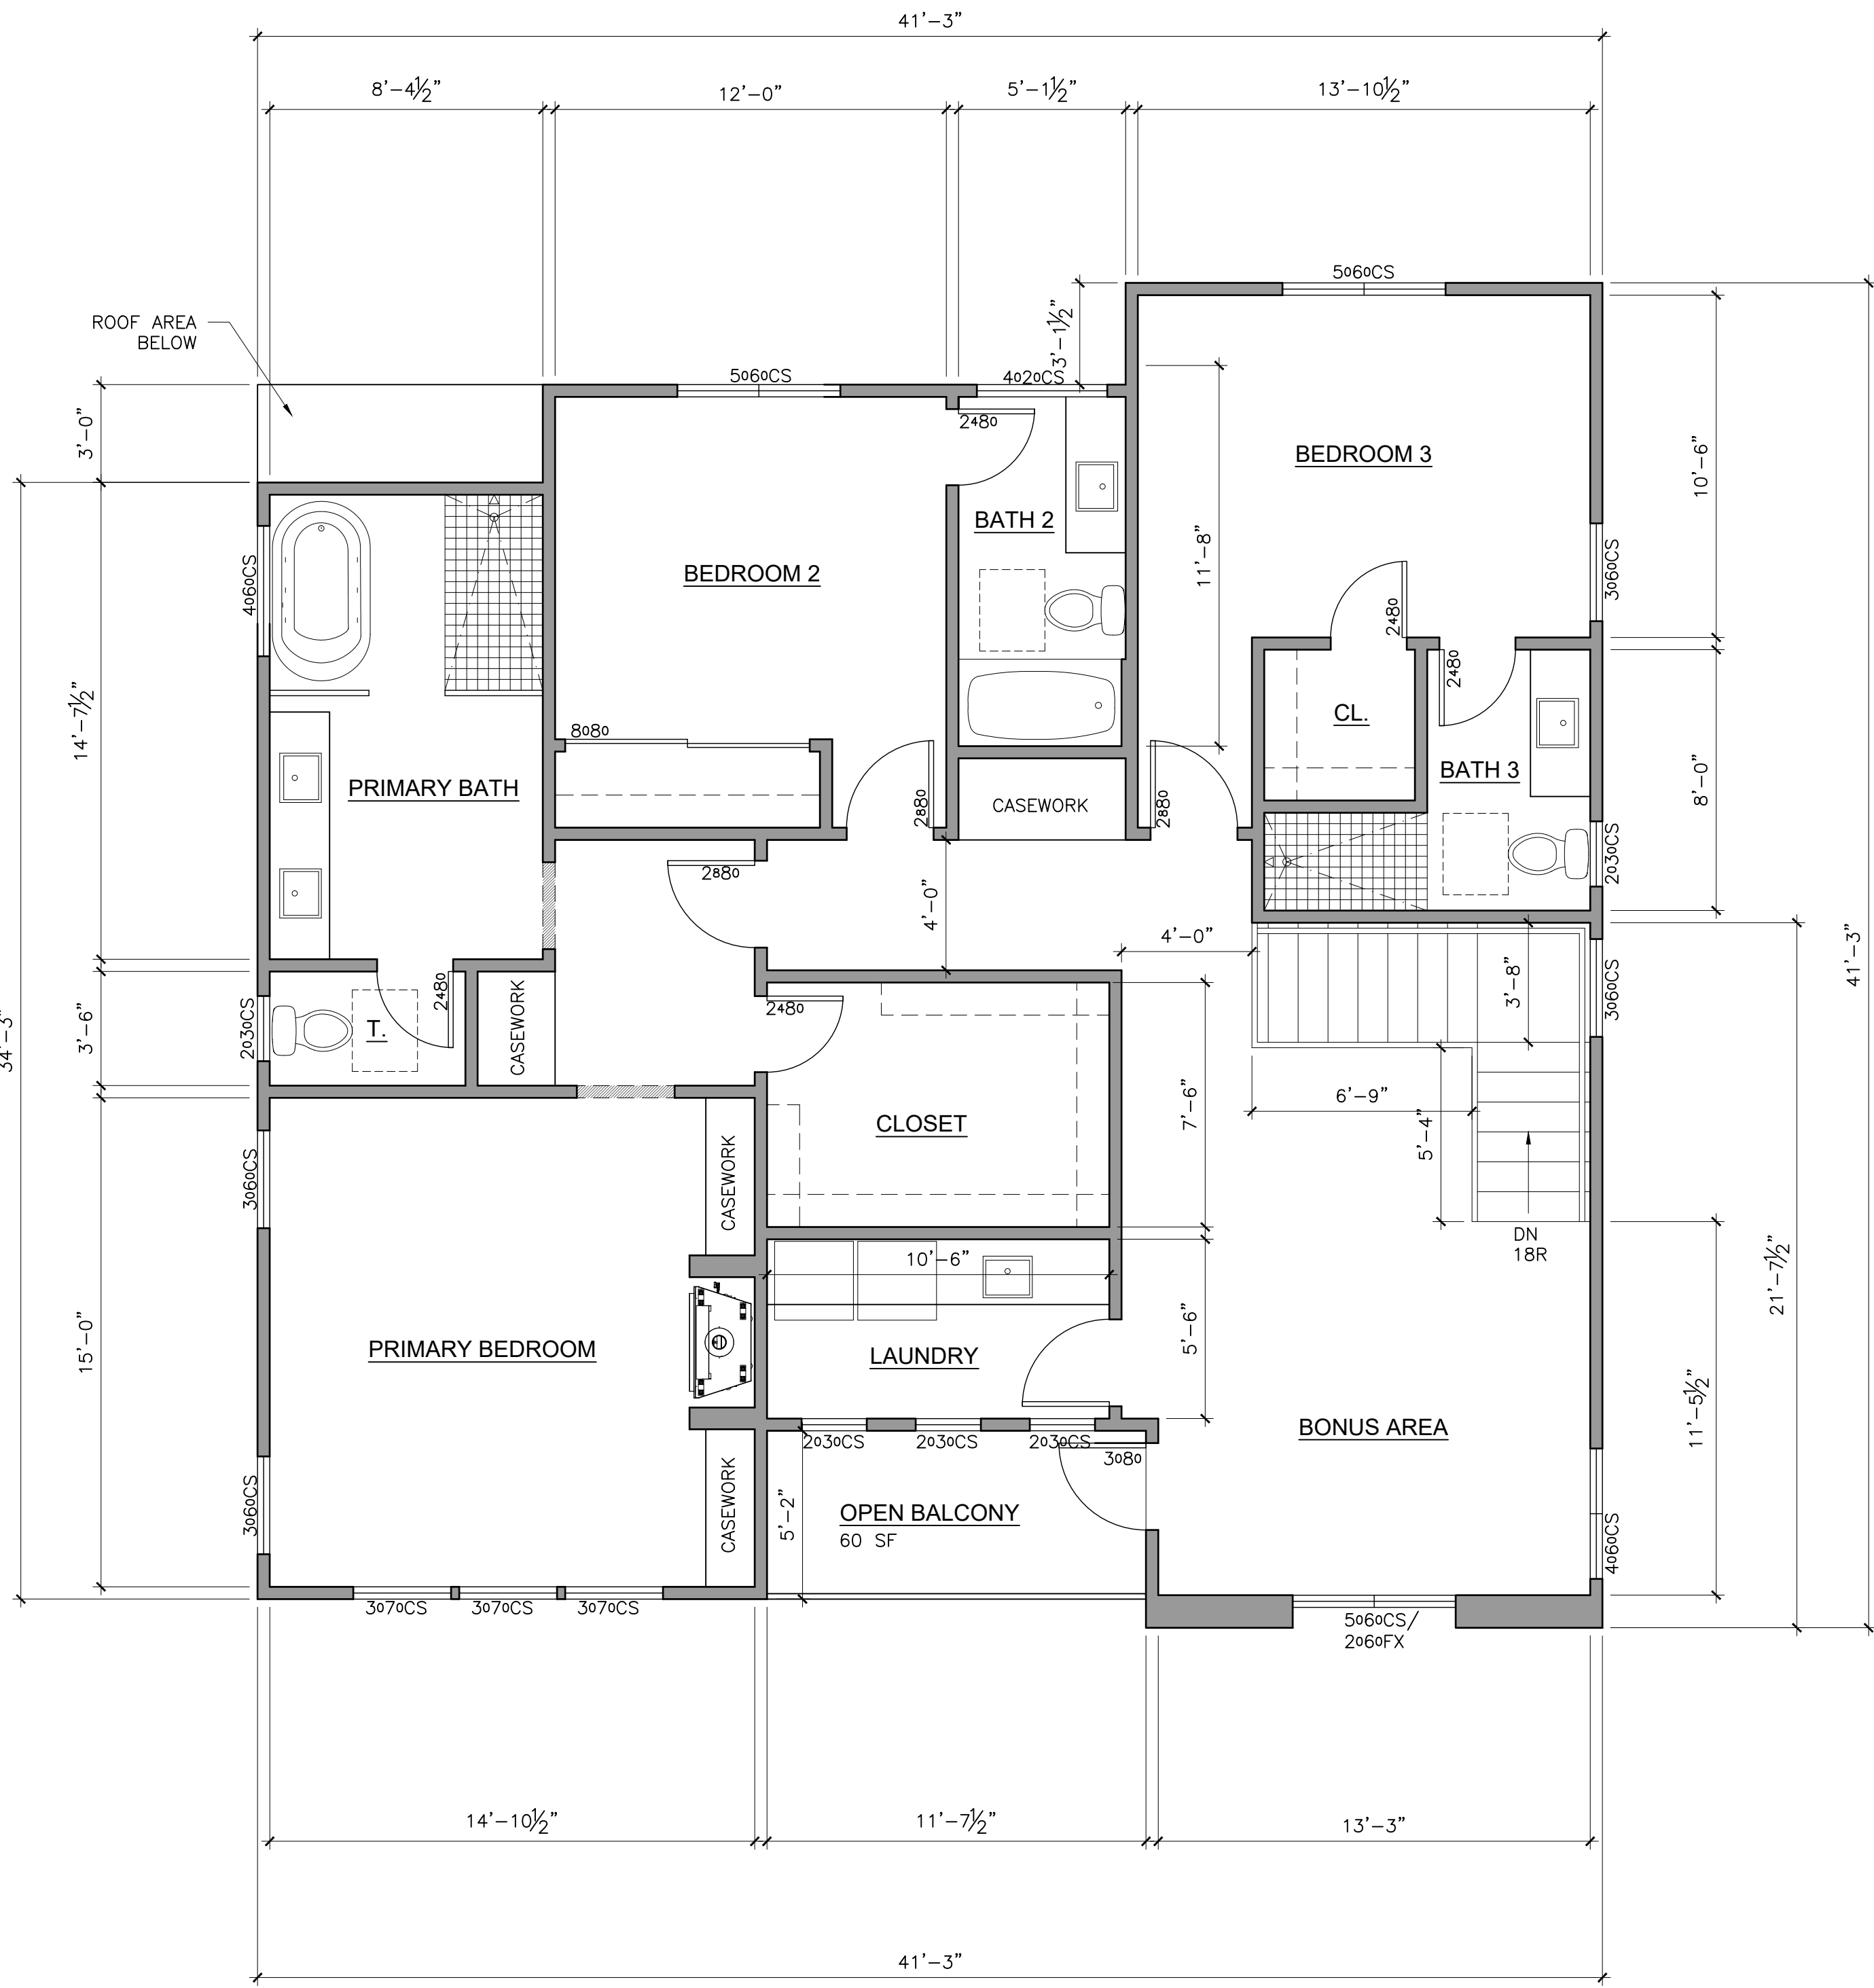 41'-3"
8'-4½"
12'-0"
5'-1½"
13'-10½"
5060CS
3'-1½"
ROOF AREA
BELOW
5060CS
4020CS
3'-0"
2480
BEDROOM 3
10'-6"
BATH 2
11'-8"
4060CS
BEDROOM 2
3060CS
2480
2480
14'-7½"
8080
CL.
BATH 3
8'-0"
PRIMARY BATH
2880
CASEWORK
2880
2030CS
2880
4'-0"
4'-0"
41'-3"
3'-8"
3060CS
2480
CASEWORK
2480
T.
2030CS
3'-6"
34'-3"
7'-6"
6'-9"
5'-4"
CLOSET
3060CS
CASEWORK
DN
18R
10'-6"
21'-7½"
15'-0"
PRIMARY BEDROOM
LAUNDRY
5'-6"
11'-5½"
BONUS AREA
2030CS
2030CS
2030CS
3080
3060CS
CASEWORK
5'-2"
OPEN BALCONY
60 SF
4060CS
3070CS
3070CS
3070CS
5060CS/
2060FX
14'-10½"
11'-7½"
13'-3"
41'-3"